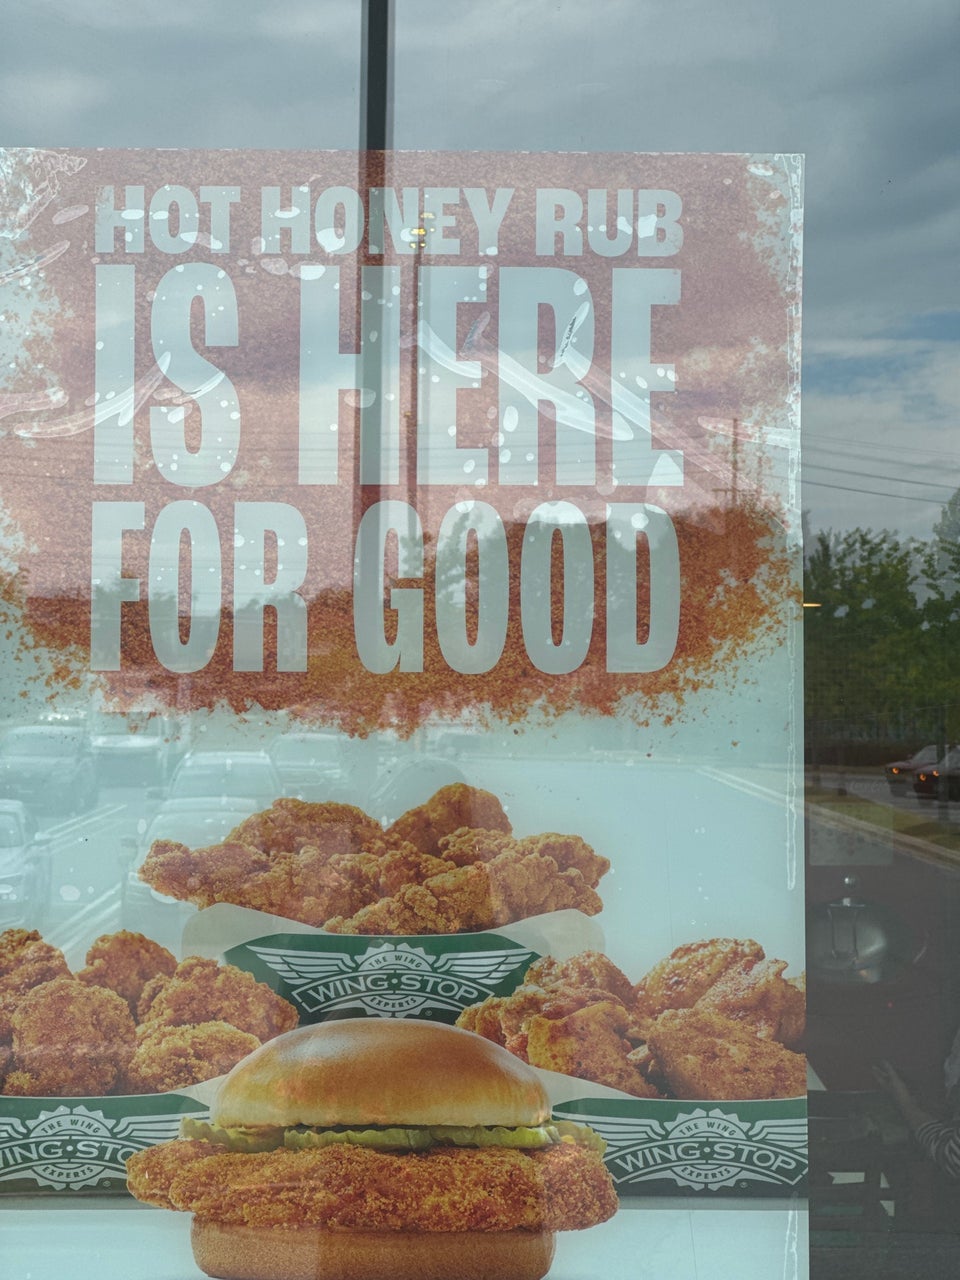 HOT HONEY RUB
IS HERE
FOR GOOD
THE WING
WING·STOP
EXPERTS
®
THE WING
WING·STOP
EXPERTS
®
THE WING
WING·STOP
EXPERTS
®